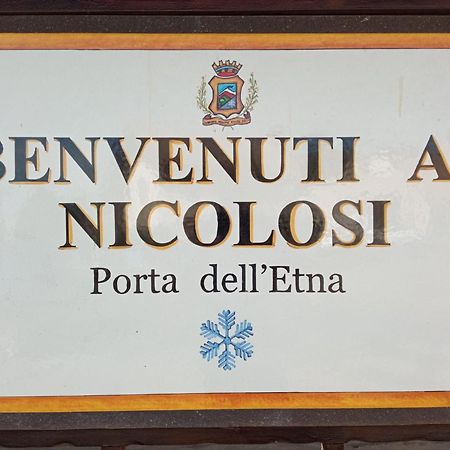 BENVENUTI A
NICOLOSI
Porta dell'Etna